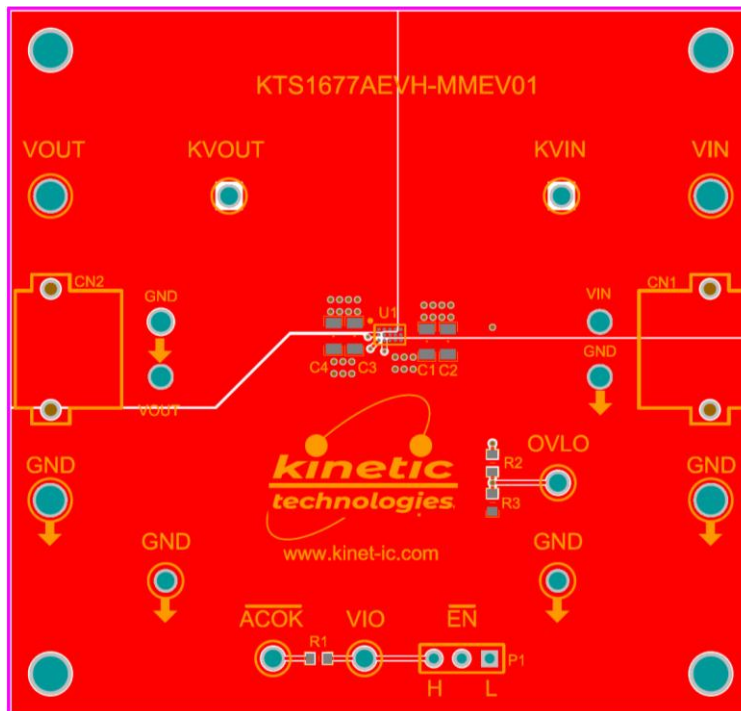 KTS1677AEVH-MMEV01
VOUT KVOUT KVIN VIN
CN2 CN1
GND VIN
U1
GND
C4 C3 C1 C2
VOUT
OVLO
kinetic
R2
GND GND
technologies
R3
GND GND
www.kinet-ic.com
ACOK VIO EN
R1
P1
H L